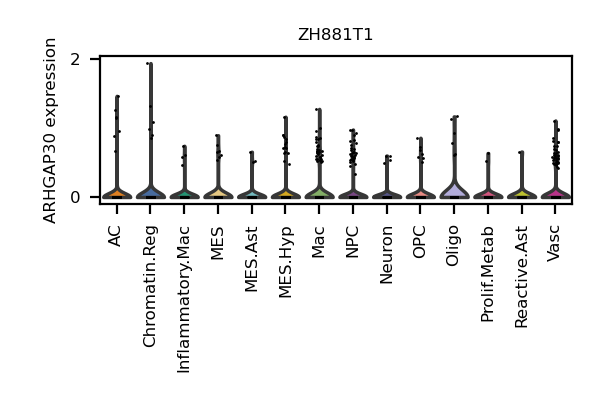 ZH881T1
ARHGAP30 expression
2
0
AC
Chromatin.Reg
Inflammatory.Mac
MES
MES.Ast
MES.Hyp
Mac
NPC
Neuron
OPC
Oligo
Prolif.Metab
Reactive.Ast
Vasc